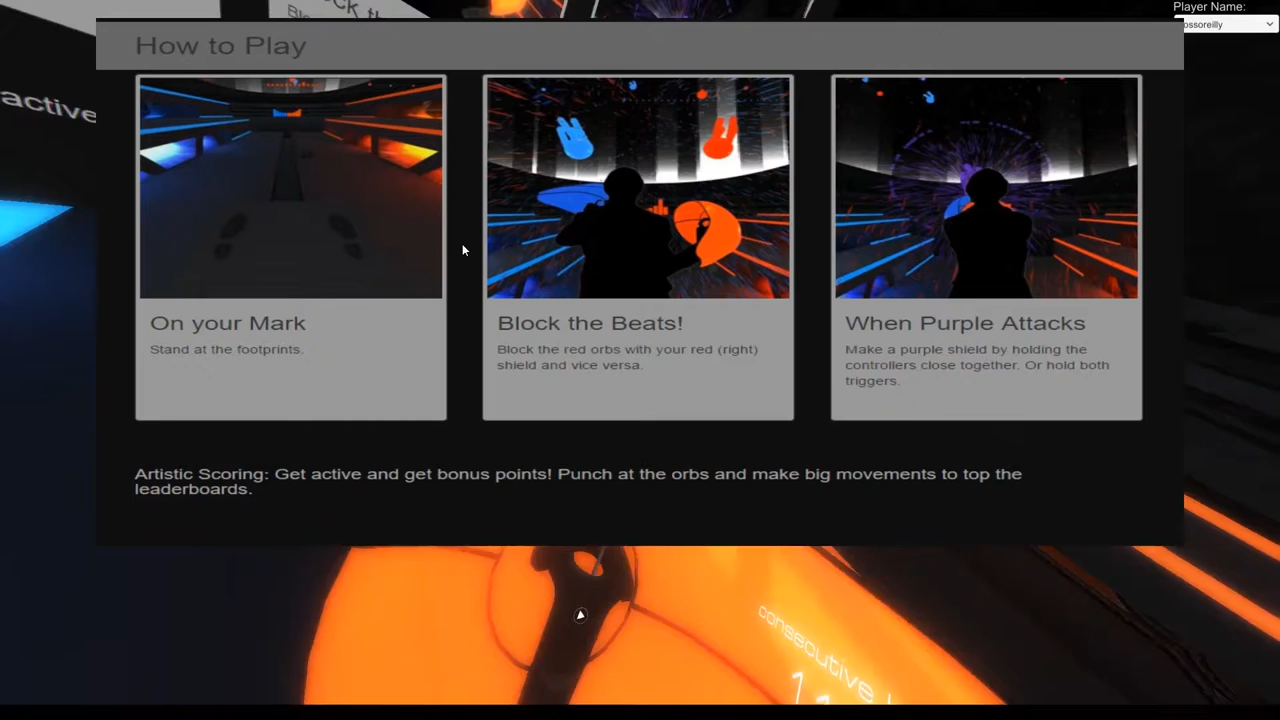 Player Name:
ossoreilly
How to Play
active
On your Mark
Stand at the footprints.
Block the Beats!
Block the red orbs with your red (right)
shield and vice versa.
When Purple Attacks
Make a purple shield by holding the
controllers close together. Or hold both
triggers.
Artistic Scoring: Get active and get bonus points! Punch at the orbs and make big movements to top the
leaderboards.
consecutive